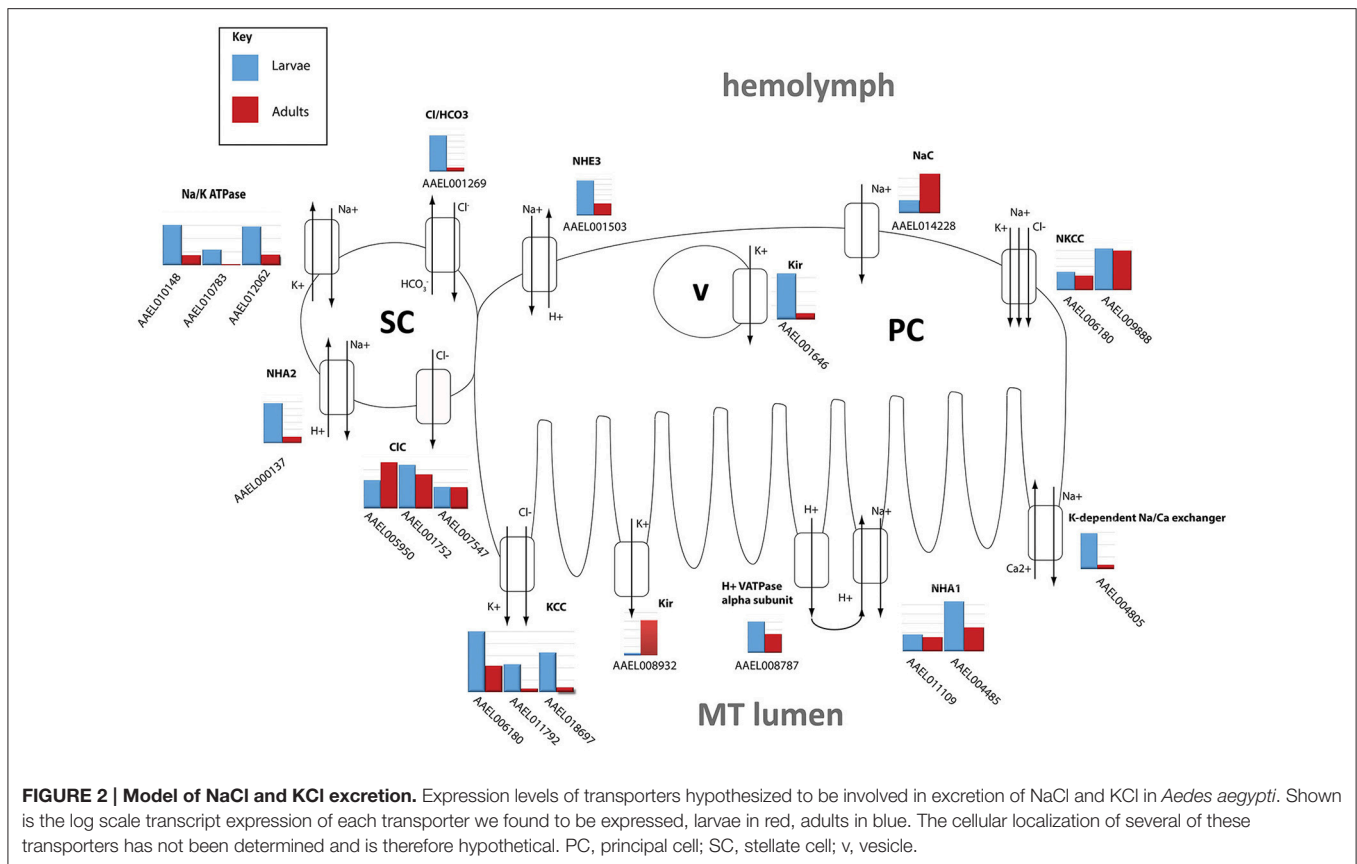 Key
Larvae
Adults
hemolymph
Cl/HCO3
AAEL001269
NHE3
AAEL001503
NaC
AAEL014228
Na/K ATPase
AAEL010148
AAEL010783
AAEL012062
Na+
K+
Cl-
HCO3-
Na+
H+
Na+
Na+
K+
Cl-
NKCC
AAEL006180
AAEL009888
K+
Kir
AAEL001646
v
SC
PC
NHA2
AAEL000137
Na+
H+
Cl-
ClC
AAEL005950
AAEL001752
AAEL007547
Cl-
K+
KCC
AAEL006180
AAEL011792
AAEL018697
K+
Kir
AAEL008932
H+
H+ VATPase
alpha subunit
AAEL008787
Na+
H+
NHA1
AAEL011109
AAEL004485
Na+
Ca2+
K-dependent Na/Ca exchanger
AAEL004805
MT lumen
FIGURE 2 | Model of NaCl and KCl excretion. Expression levels of transporters hypothesized to be involved in excretion of NaCl and KCl in Aedes aegypti. Shown
is the log scale transcript expression of each transporter we found to be expressed, larvae in red, adults in blue. The cellular localization of several of these
transporters has not been determined and is therefore hypothetical. PC, principal cell; SC, stellate cell; v, vesicle.